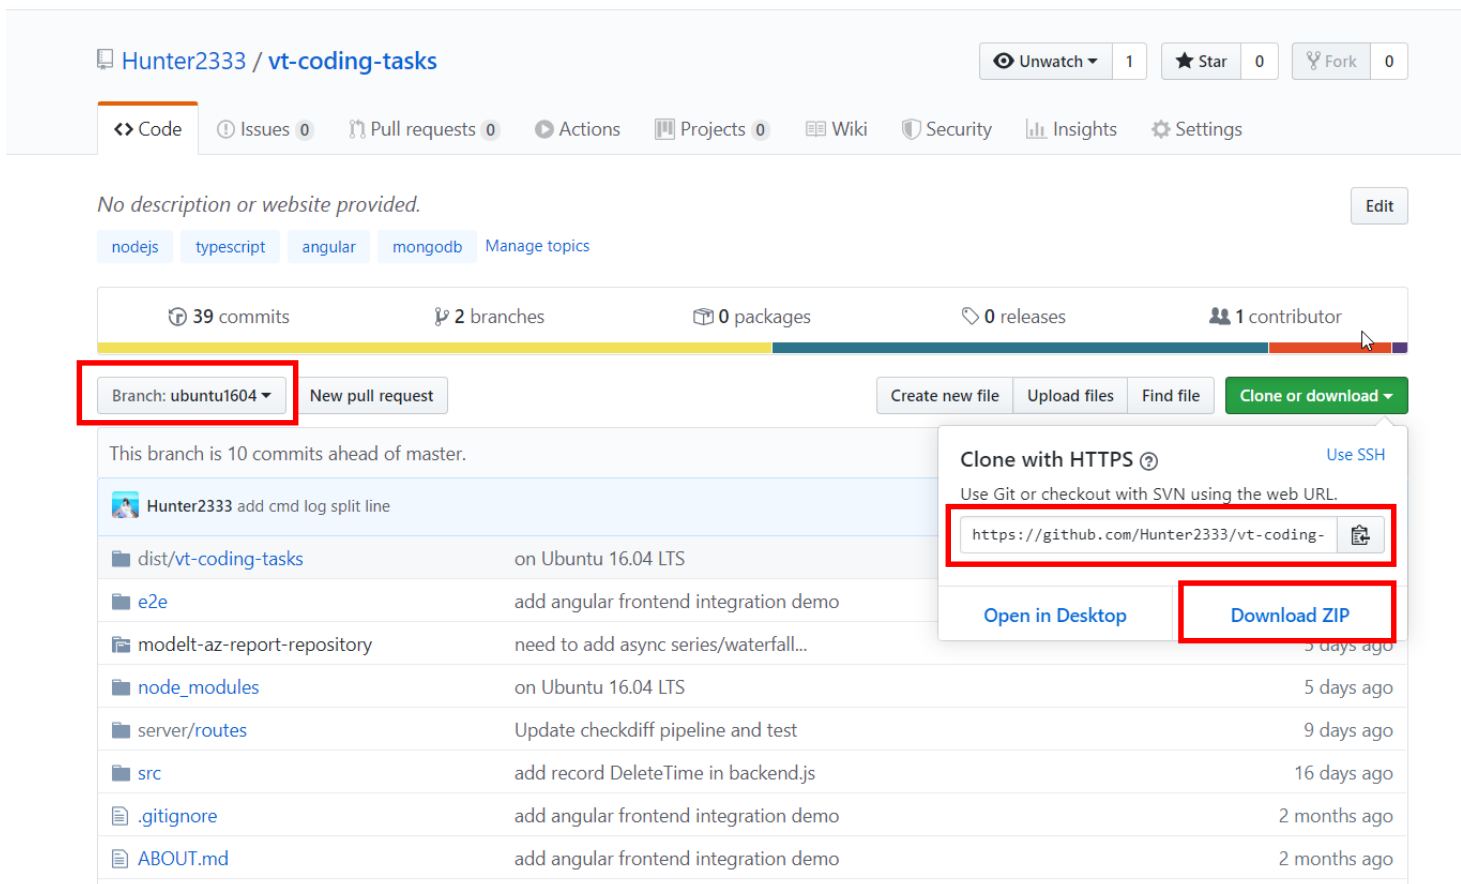 Hunter2333 / vt-coding-tasks
Unwatch 1 Star 0 Fork 0
Code Issues 0 Pull requests 0 Actions Projects 0 Wiki Security Insights Settings
No description or website provided. Edit
nodejs typescript angular mongodb Manage topics
39 commits 2 branches 0 packages 0 releases 1 contributor
Branch: ubuntu1604 New pull request Create new file Upload files Find file Clone or download
This branch is 10 commits ahead of master.
Clone with HTTPS ? Use SSH
Use Git or checkout with SVN using the web URL.
https://github.com/Hunter2333/vt-coding-
Open in Desktop Download ZIP
Hunter2333 add cmd log split line
dist/vt-coding-tasks on Ubuntu 16.04 LTS
e2e add angular frontend integration demo
modelt-az-report-repository need to add async series/waterfall... 5 days ago
node_modules on Ubuntu 16.04 LTS 5 days ago
server/routes Update checkdiff pipeline and test 9 days ago
src add record DeleteTime in backend.js 16 days ago
.gitignore add angular frontend integration demo 2 months ago
ABOUT.md add angular frontend integration demo 2 months ago